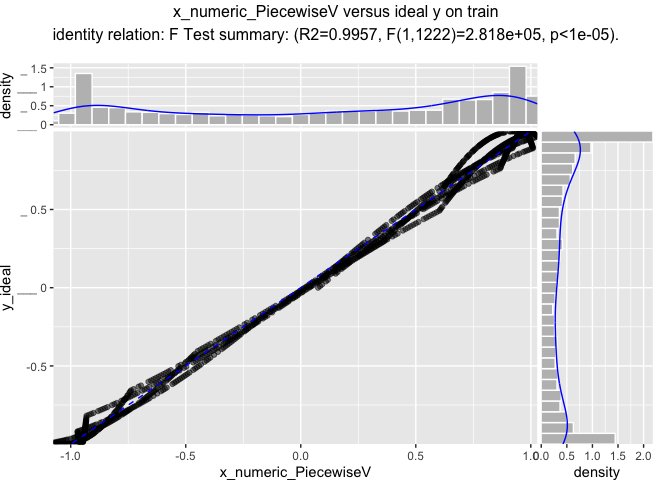 x_numeric_PiecewiseV versus ideal y on train
identity relation: F Test summary: (R2=0.9957, F(1,1222)=2.818e+05, p<1e-05).
density
1.5
1.0
0.5
0
y_ideal
0.5
0
-0.5
-1.0
-0.5
0.0
0.5
1.0
x_numeric_PiecewiseV
0.0
0.5
1.0
1.5
2.0
density